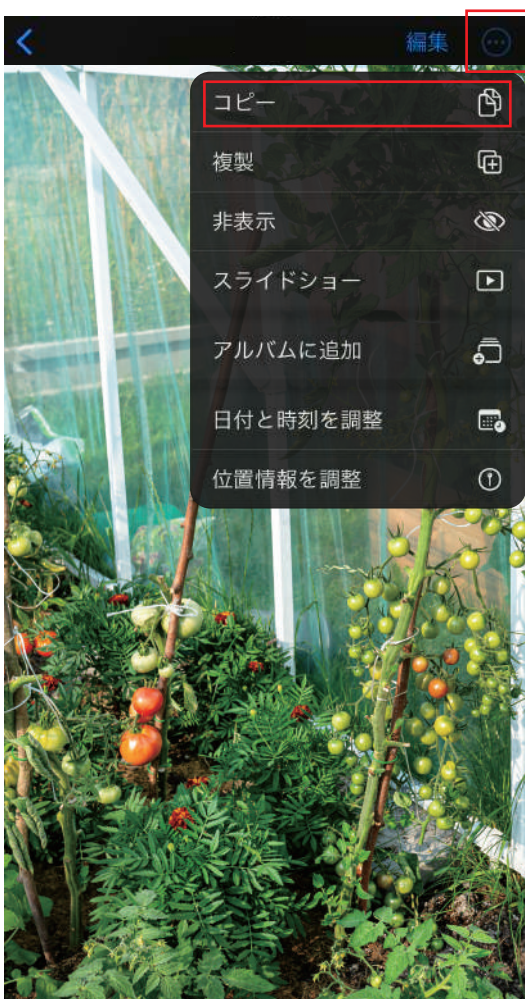 編集
コピー
複製
非表示
スライドショー
アルバムに追加
日付と時刻を調整
位置情報を調整